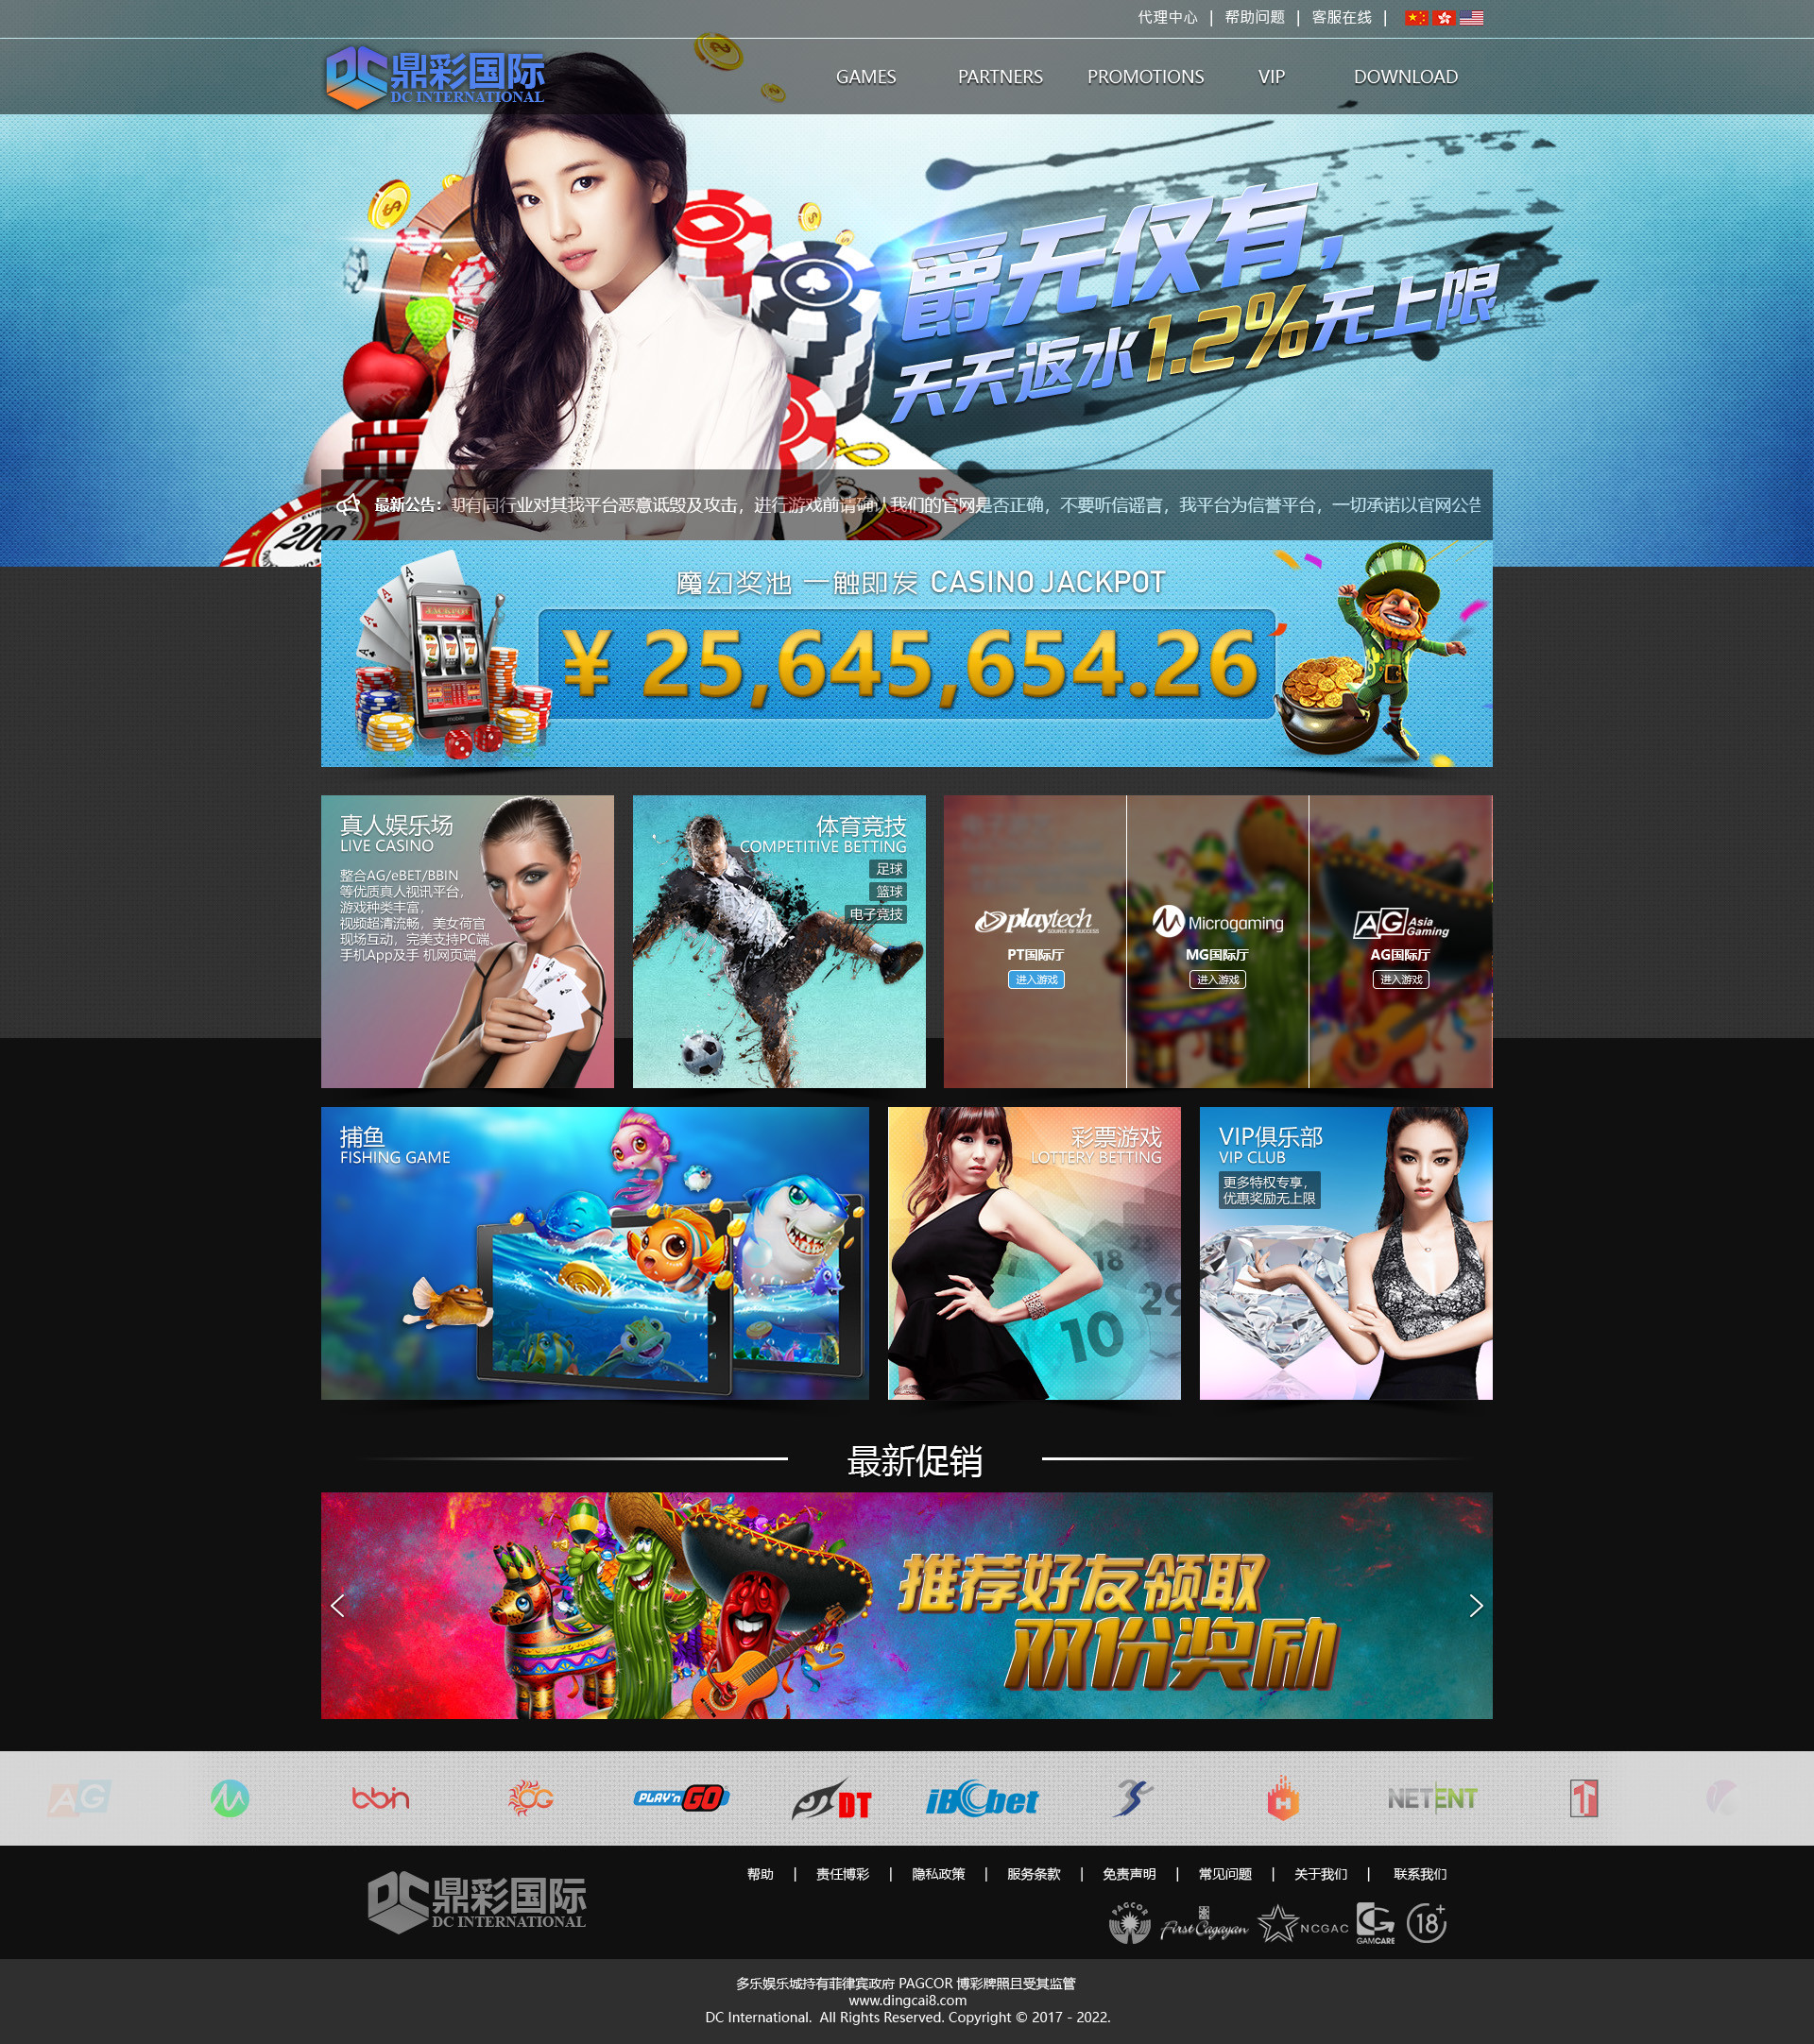 代理中心 | 帮助问题 | 客服在线 |
DC 鼎彩国际
DC INTERNATIONAL
GAMES PARTNERS PROMOTIONS VIP DOWNLOAD
爵无仅有，
天天返水1.2%无上限
最新公告：
期有同行业对其我平台恶意诋毁及攻击，进行游戏前请确认我们的官网是否正确，不要听信谣言，我平台为信誉平台，一切承诺以官网公告
200
魔幻奖池 一触即发 CASINO JACKPOT
¥ 25,645,654.26
JACKPOT
777
mobile
真人娱乐场
LIVE CASINO
整合AG/eBET/BBIN
等优质真人视讯平台，
游戏种类丰富，
视频超清流畅，美女荷官
现场互动，完美支持PC端、
手机App及手 机网页端
体育竞技
COMPETITIVE BETTING
足球
篮球
电子竞技
playtech
SOURCE OF SUCCESS
PT国际厅
进入游戏
Microgaming
MG国际厅
进入游戏
AG Asia Gaming
AG国际厅
进入游戏
捕鱼
FISHING GAME
彩票游戏
LOTTERY BETTING
18
29
10
VIP俱乐部
VIP CLUB
更多特权专享，
优惠奖励无上限
最新促销
推荐好友领取
双份奖励
AG bbin OG PLAY'n GO DT iBCbet H NETENT 1
DC 鼎彩国际
DC INTERNATIONAL
帮助 | 责任博彩 | 隐私政策 | 服务条款 | 免责声明 | 常见问题 | 关于我们 | 联系我们
PAGCOR First Cagayan NCGAC GAMCARE 18+
多乐娱乐城持有菲律宾政府 PAGCOR 博彩牌照且受其监管
www.dingcai8.com
DC International. All Rights Reserved. Copyright © 2017 - 2022.